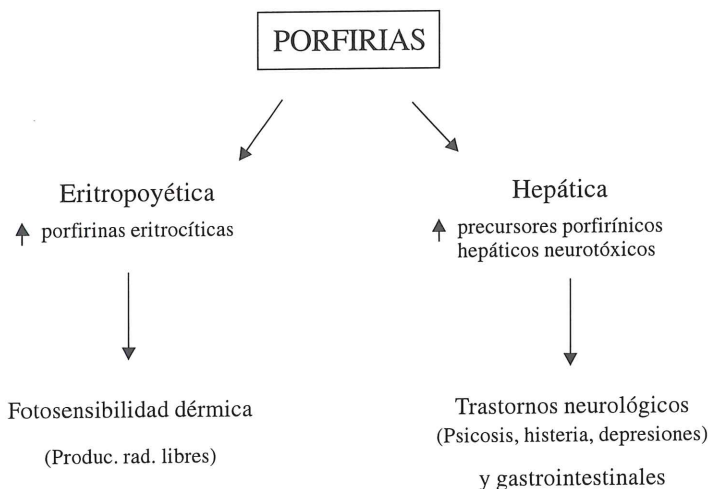 PORFIRIAS
Eritropoyética
porfirinas eritrocíticas
Fotosensibilidad dérmica
(Produc. rad. libres)
Hepática
precursores porfirínicos
hepáticos neurotóxicos
Trastornos neurológicos
(Psicosis, histeria, depresiones)
y gastrointestinales